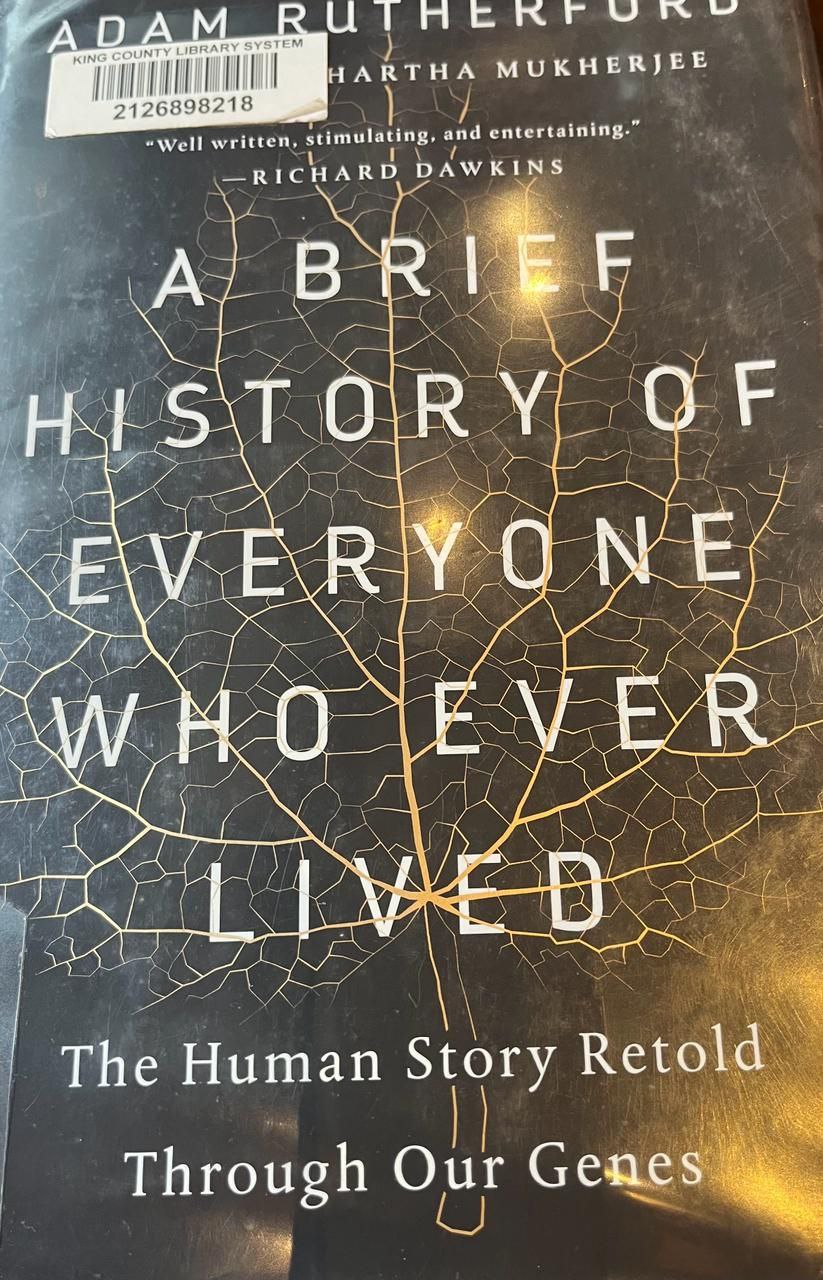 ADAM RUTHERFORD
KING COUNTY LIBRARY SYSTEM
2126898218
HARTHA MUKHERJEE
“Well written, stimulating, and entertaining.”
—RICHARD DAWKINS
A BRIEF
HISTORY OF
EVERYONE
WHO EVER
LIVED
The Human Story Retold
Through Our Genes